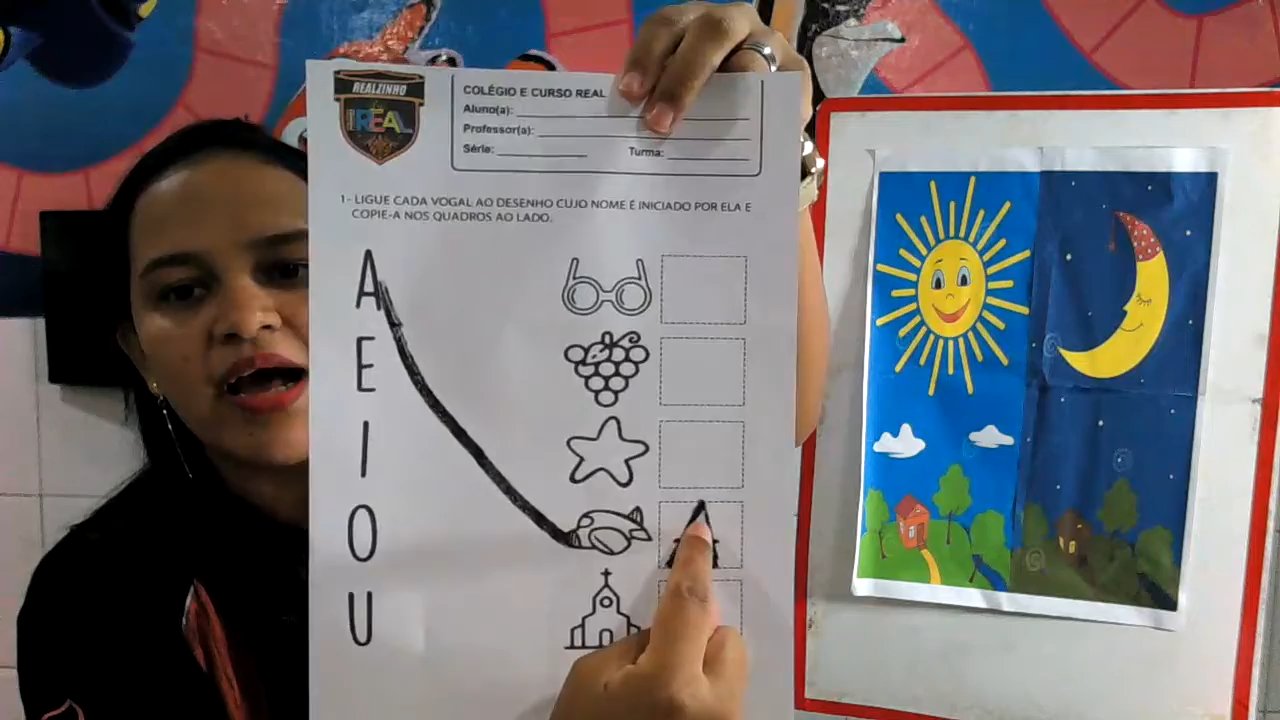 REALZINHO
REAL
COLÉGIO E CURSO REAL
Aluno(a):
Professor(a):
Série: Turma:
1- LIGUE CADA VOGAL AO DESENHO CUJO NOME É INICIADO POR ELA E
COPIE-A NOS QUADROS AO LADO.
A
E
I
O
A
U